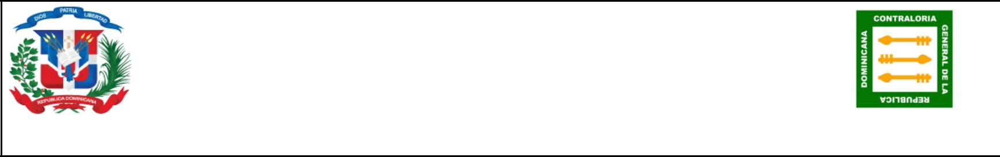 DIOS PATRIA LIBERTAD
REPUBLICA DOMINICANA
CONTRALORIA
GENERAL DE LA
REPUBLICA
DOMINICANA